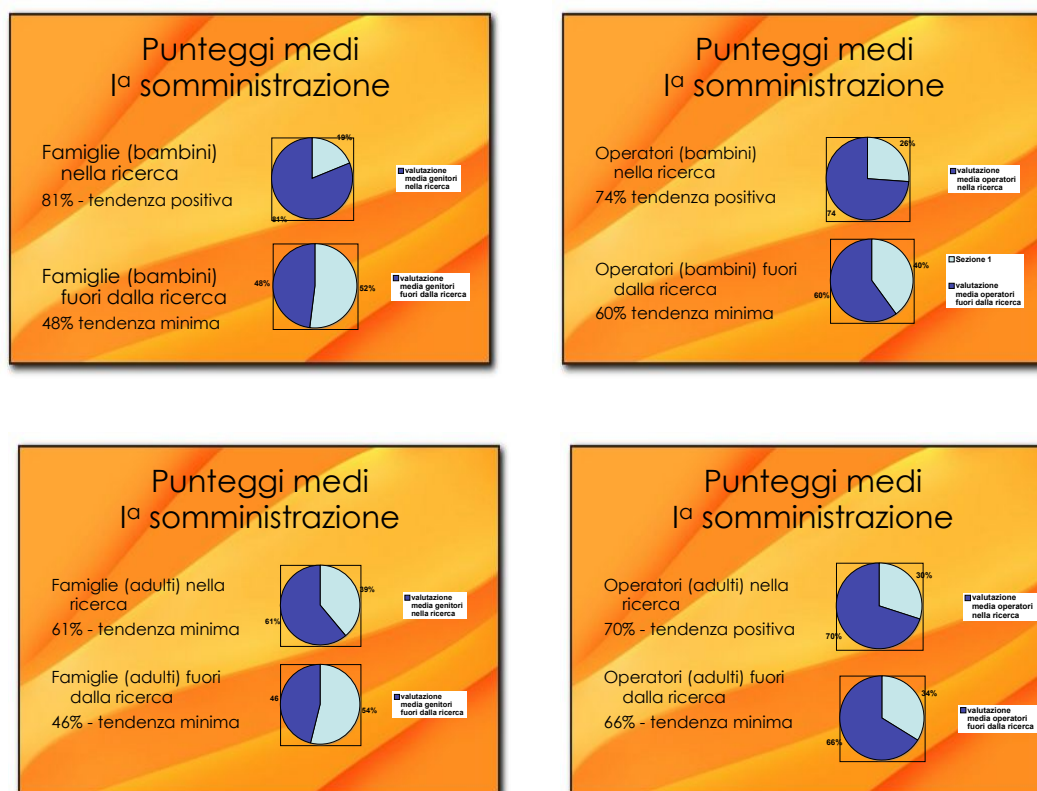 Punteggi medi
Iª somministrazione
Famiglie (bambini)
nella ricerca
81% - tendenza positiva
19%
81%
valutazione
media genitori
nella ricerca
Famiglie (bambini)
fuori dalla ricerca
48% tendenza minima
48%
52%
valutazione
media genitori
fuori dalla ricerca
Punteggi medi
Iª somministrazione
Operatori (bambini)
nella ricerca
74% tendenza positiva
26%
74
valutazione
media operatori
nella ricerca
Operatori (bambini) fuori
dalla ricerca
60% tendenza minima
40%
60%
Sezione 1
valutazione
media operatori
fuori dalla ricerca
Punteggi medi
Iª somministrazione
Famiglie (adulti) nella
ricerca
61% - tendenza minima
39%
61%
valutazione
media genitori
nella ricerca
Famiglie (adulti) fuori
dalla ricerca
46% - tendenza minima
46
54%
valutazione
media genitori
fuori dalla ricerca
Punteggi medi
Iª somministrazione
Operatori (adulti) nella
ricerca
70% - tendenza positiva
30%
70%
valutazione
media operatori
nella ricerca
Operatori (adulti) fuori
dalla ricerca
66% - tendenza minima
34%
66%
valutazione
media operatori
fuori dalla ricerca